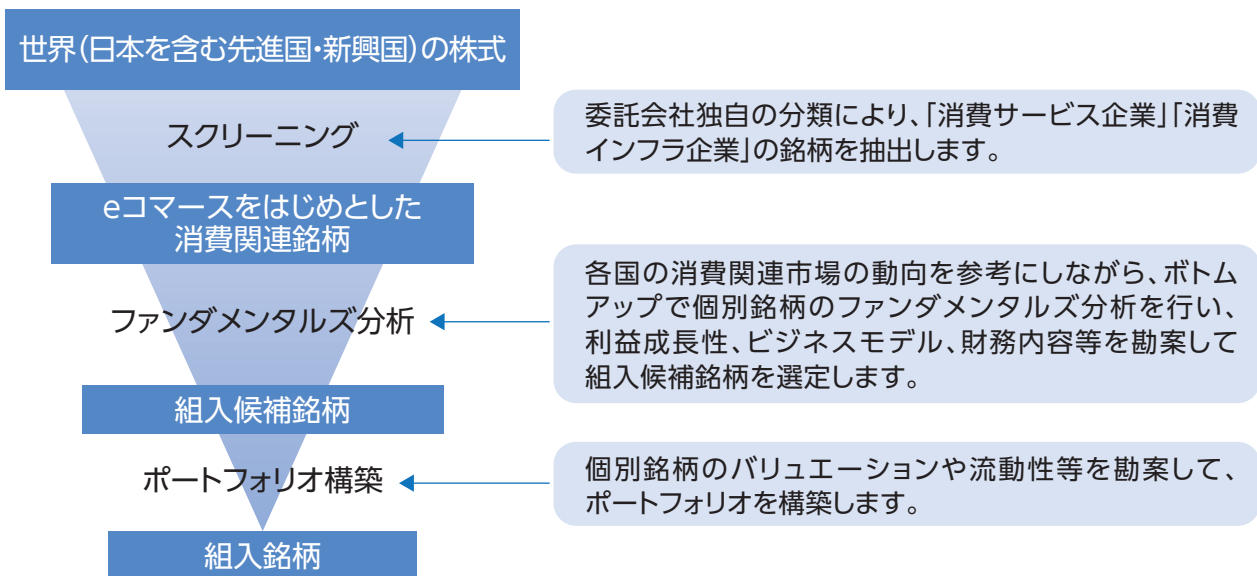 世界(日本を含む先進国・新興国)の株式
スクリーニング
委託会社独自の分類により、「消費サービス企業」「消費
インフラ企業」の銘柄を抽出します。
eコマースをはじめとした
消費関連銘柄
ファンダメンタルズ分析
各国の消費関連市場の動向を参考にしながら、ボトム
アップで個別銘柄のファンダメンタルズ分析を行い、
利益成長性、ビジネスモデル、財務内容等を勘案して
組入候補銘柄を選定します。
組入候補銘柄
ポートフォリオ構築
個別銘柄のバリュエーションや流動性等を勘案して、
ポートフォリオを構築します。
組入銘柄